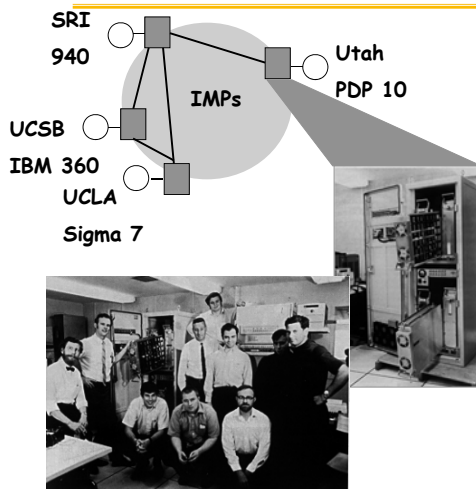 SRI
940
Utah
PDP 10
IMPs
UCSB
IBM 360
UCLA
Sigma 7